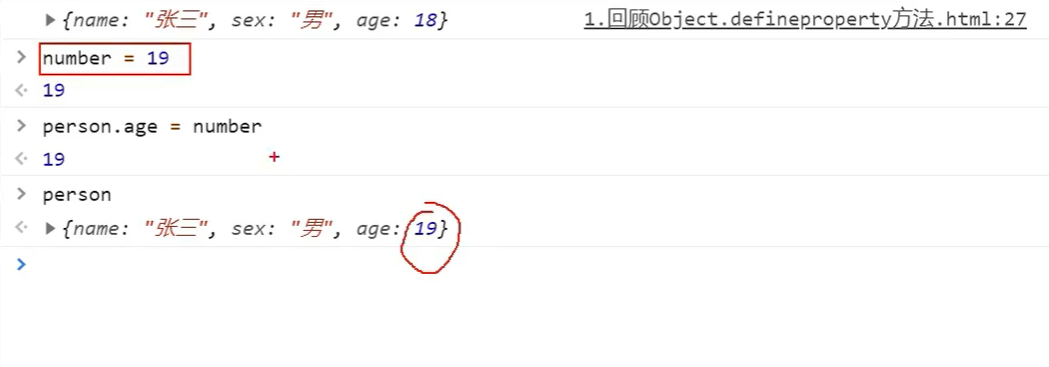 ▶{name: "张三", sex: "男", age: 18} 1.回顾Object.defineproperty方法.html:27
> number = 19
<· 19
> person.age = number
<· 19
> person
<· ▶{name: "张三", sex: "男", age: 19}
>